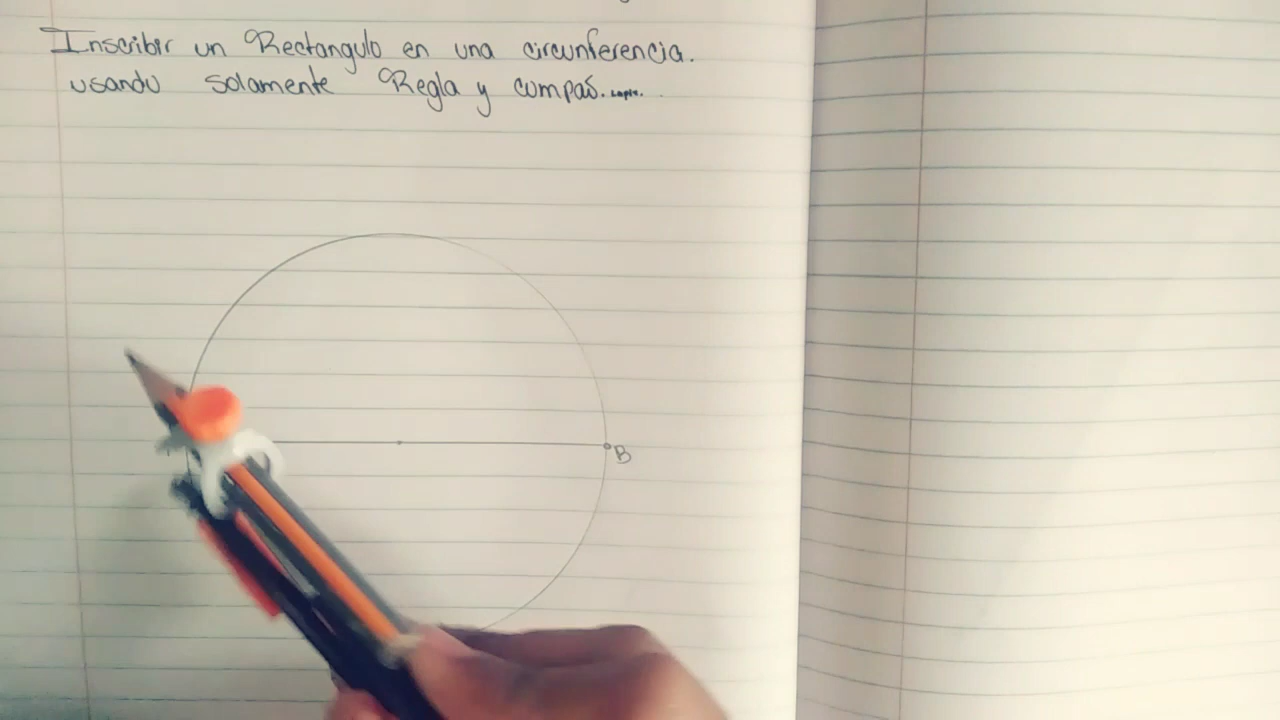 Inscribir un Rectangulo en una circunferencia.
usando solamente Regla y compas.
B